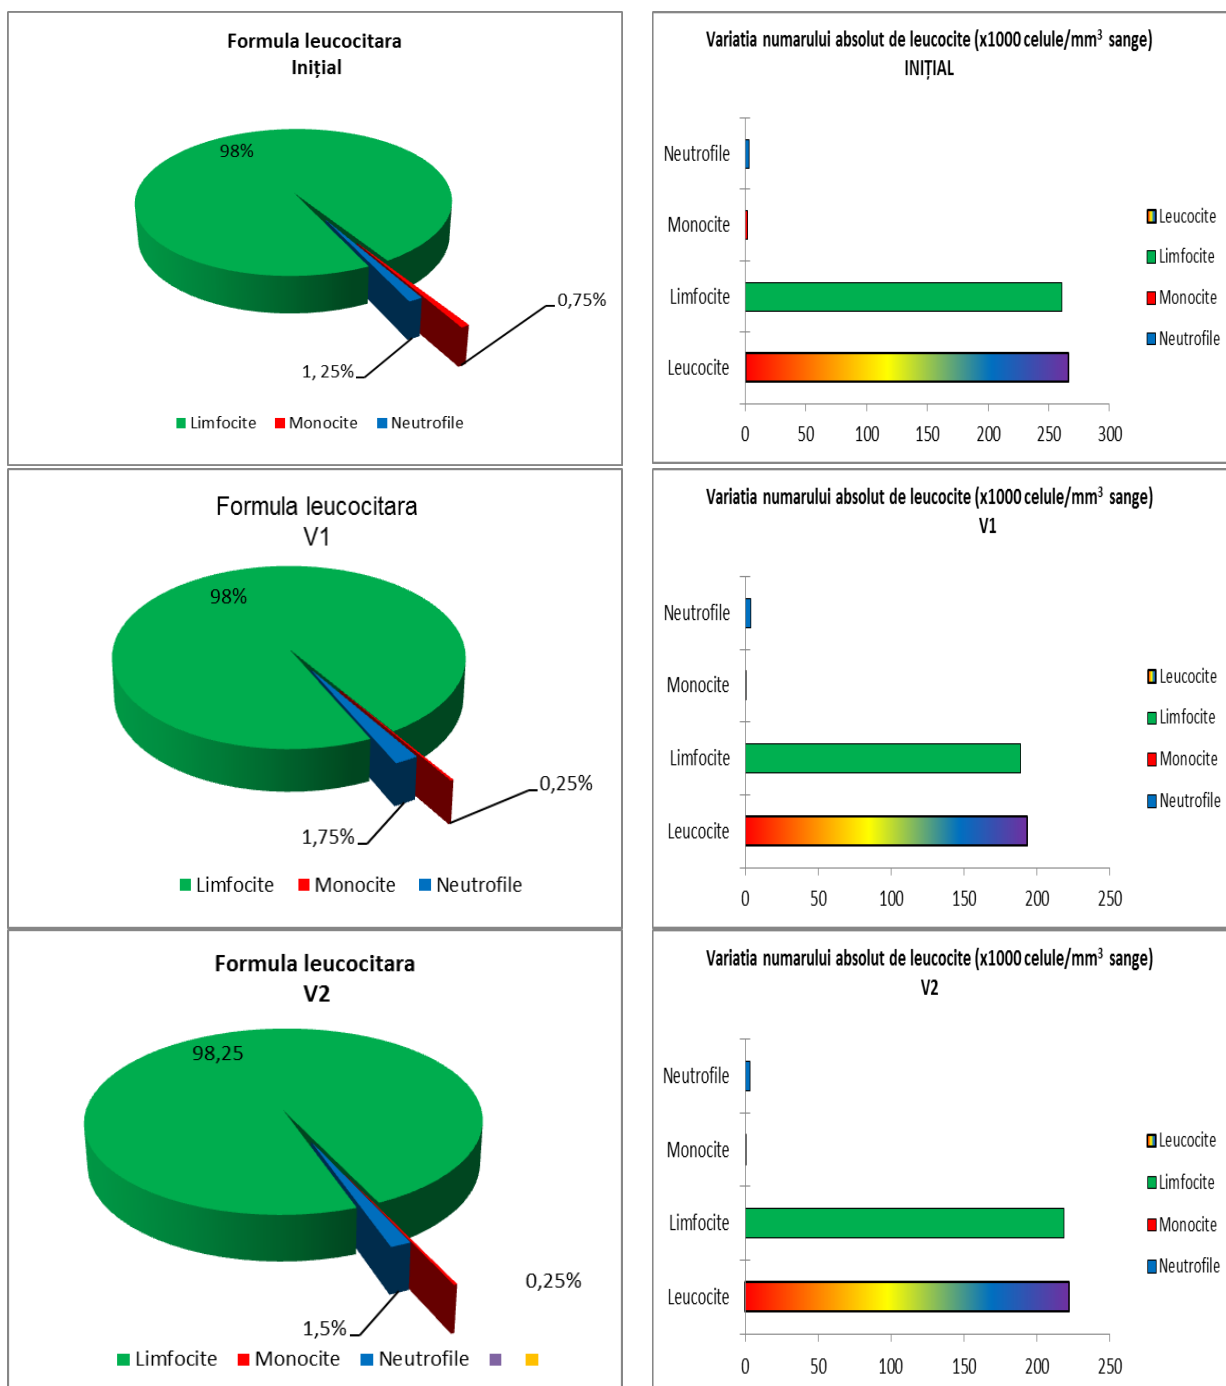 Formula leucocitara
Inițial
98%
0,75%
1, 25%
Limfocite Monocite Neutrofile
Variatia numarului absolut de leucocite (x1000 celule/mm³ sange)
INIȚIAL
Neutrofile
Monocite
Limfocite
Leucocite
0 50 100 150 200 250 300
Leucocite
Limfocite
Monocite
Neutrofile
Formula leucocitara
V1
98%
0,25%
1,75%
Limfocite Monocite Neutrofile
Variatia numarului absolut de leucocite (x1000 celule/mm³ sange)
V1
Neutrofile
Monocite
Limfocite
Leucocite
0 50 100 150 200 250
Leucocite
Limfocite
Monocite
Neutrofile
Formula leucocitara
V2
98,25
0,25%
1,5%
Limfocite Monocite Neutrofile
Variatia numarului absolut de leucocite (x1000 celule/mm³ sange)
V2
Neutrofile
Monocite
Limfocite
Leucocite
0 50 100 150 200 250
Leucocite
Limfocite
Monocite
Neutrofile